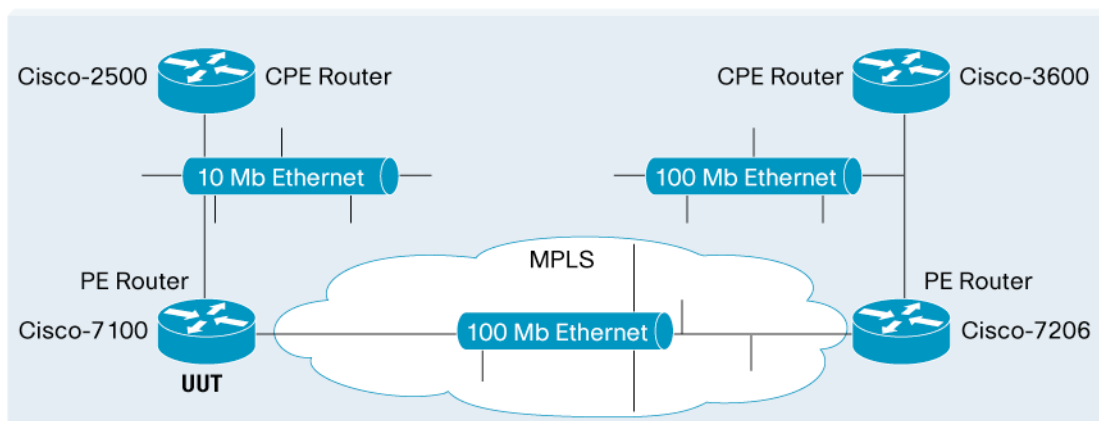 Cisco-2500
CPE Router
CPE Router
Cisco-3600
10 Mb Ethernet
100 Mb Ethernet
MPLS
PE Router
PE Router
Cisco-7100
100 Mb Ethernet
Cisco-7206
UUT